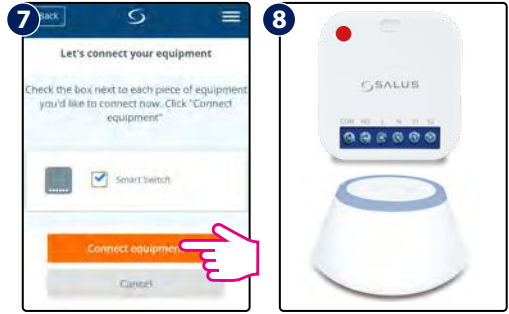 7
Back
Let's connect your equipment
Check the box next to each piece of equipment
you'd like to connect now. Click "Connect
equipment"
Smart Switch
Connect equipmen
Cancel
8
SALUS
COM NO L N S1 S2